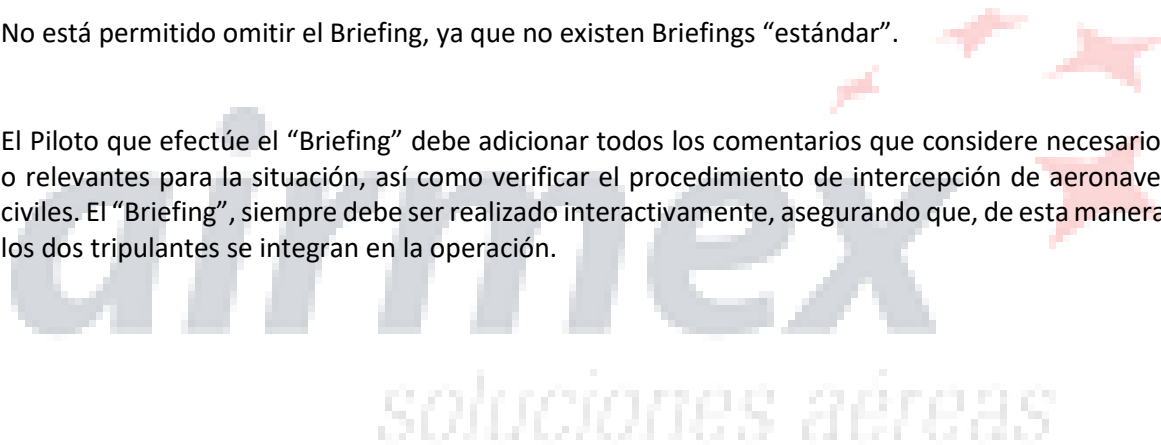 No está permitido omitir el Briefing, ya que no existen Briefings “estándar”.
El Piloto que efectúe el “Briefing” debe adicionar todos los comentarios que considere necesario
o relevantes para la situación, así como verificar el procedimiento de intercepción de aeronave
civiles. El “Briefing”, siempre debe ser realizado interactivamente, asegurando que, de esta manera
los dos tripulantes se integran en la operación.
airmex
soluciones aéreas